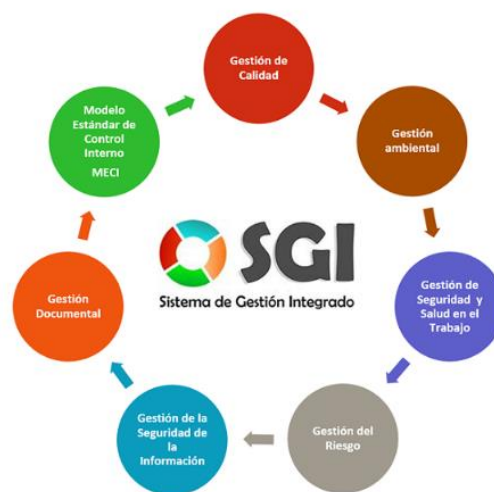 Gestión de
Calidad
Gestión
ambiental
Gestión de
Seguridad y
Salud en el
Trabajo
Gestión del
Riesgo
Gestión de la
Seguridad de
la
Información
Gestión
Documental
Modelo
Estándar de
Control
Interno
MECI
SGI
Sistema de Gestión Integrado